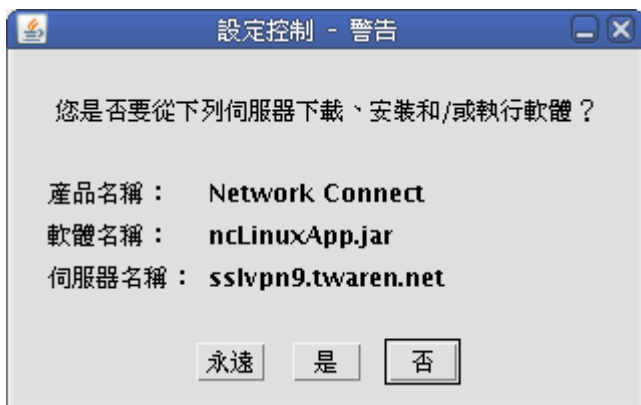 設定控制 - 警告
您是否要從下列伺服器下載、安裝和/或執行軟體？
產品名稱： Network Connect
軟體名稱： ncLinuxApp.jar
伺服器名稱： sslvpn9.twaren.net
永遠 是 否